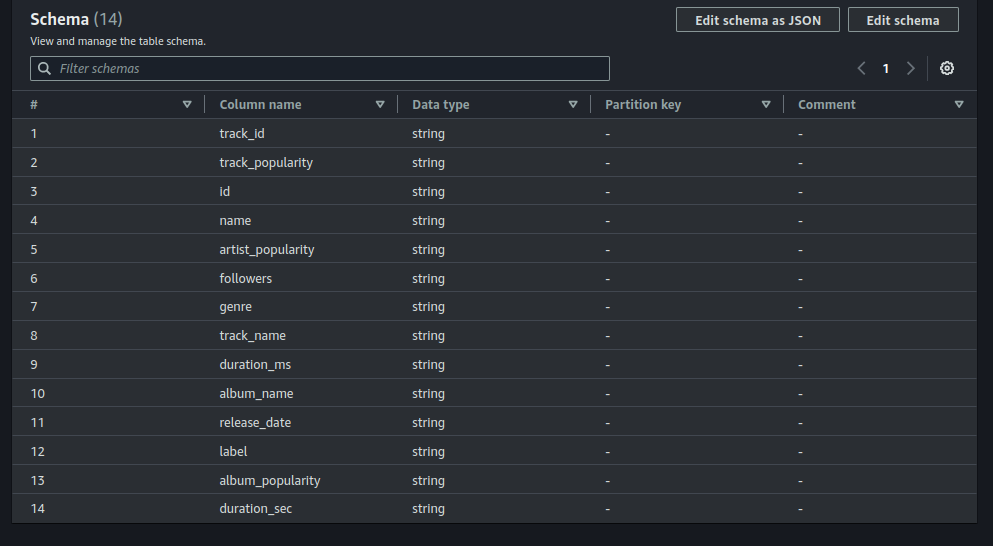 Schema (14)
Edit schema as JSON
Edit schema
View and manage the table schema.
Filter schemas
1
# Column name Data type Partition key Comment
1 track_id string - -
2 track_popularity string - -
3 id string - -
4 name string - -
5 artist_popularity string - -
6 followers string - -
7 genre string - -
8 track_name string - -
9 duration_ms string - -
10 album_name string - -
11 release_date string - -
12 label string - -
13 album_popularity string - -
14 duration_sec string - -